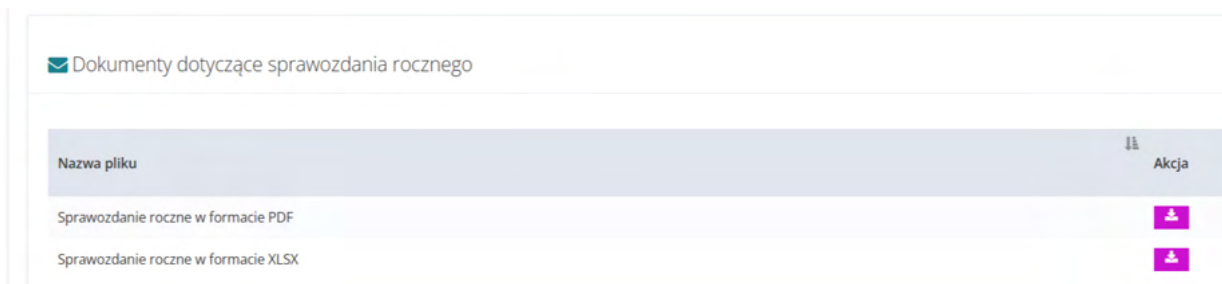 Dokumenty dotyczące sprawozdania rocznego
Nazwa pliku
Akcja
Sprawozdanie roczne w formacie PDF
Sprawozdanie roczne w formacie XLSX